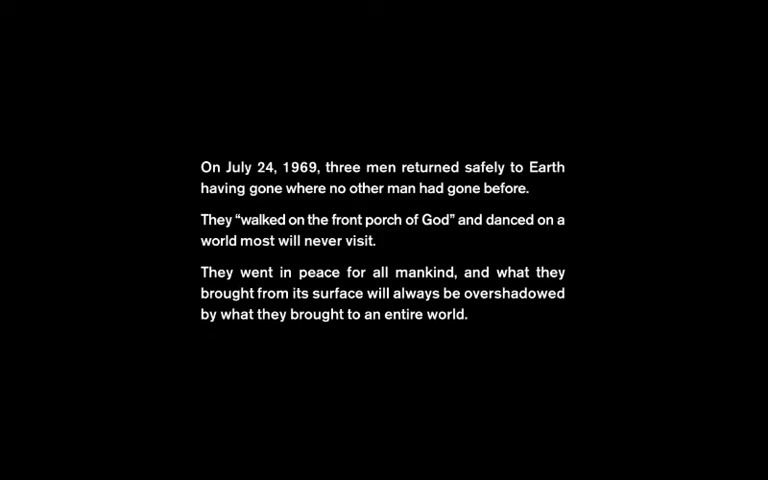 On July 24, 1969, three men returned safely to Earth
having gone where no other man had gone before.
They “walked on the front porch of God” and danced on a
world most will never visit.
They went in peace for all mankind, and what they
brought from its surface will always be overshadowed
by what they brought to an entire world.